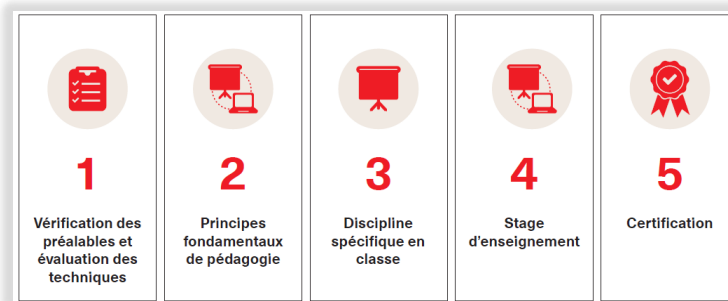 1
Vérification des
préalables et
évaluation des
techniques
2
Principes
fondamentaux
de pédagogie
3
Discipline
spécifique en
classe
4
Stage
d'enseignement
5
Certification